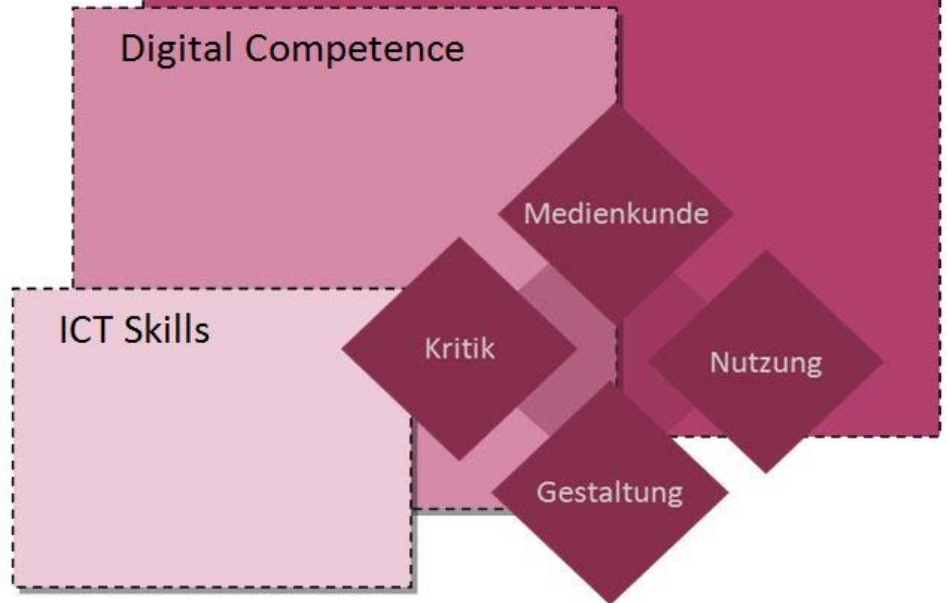 Digital Competence
Medienkunde
ICT Skills
Kritik
Nutzung
Gestaltung